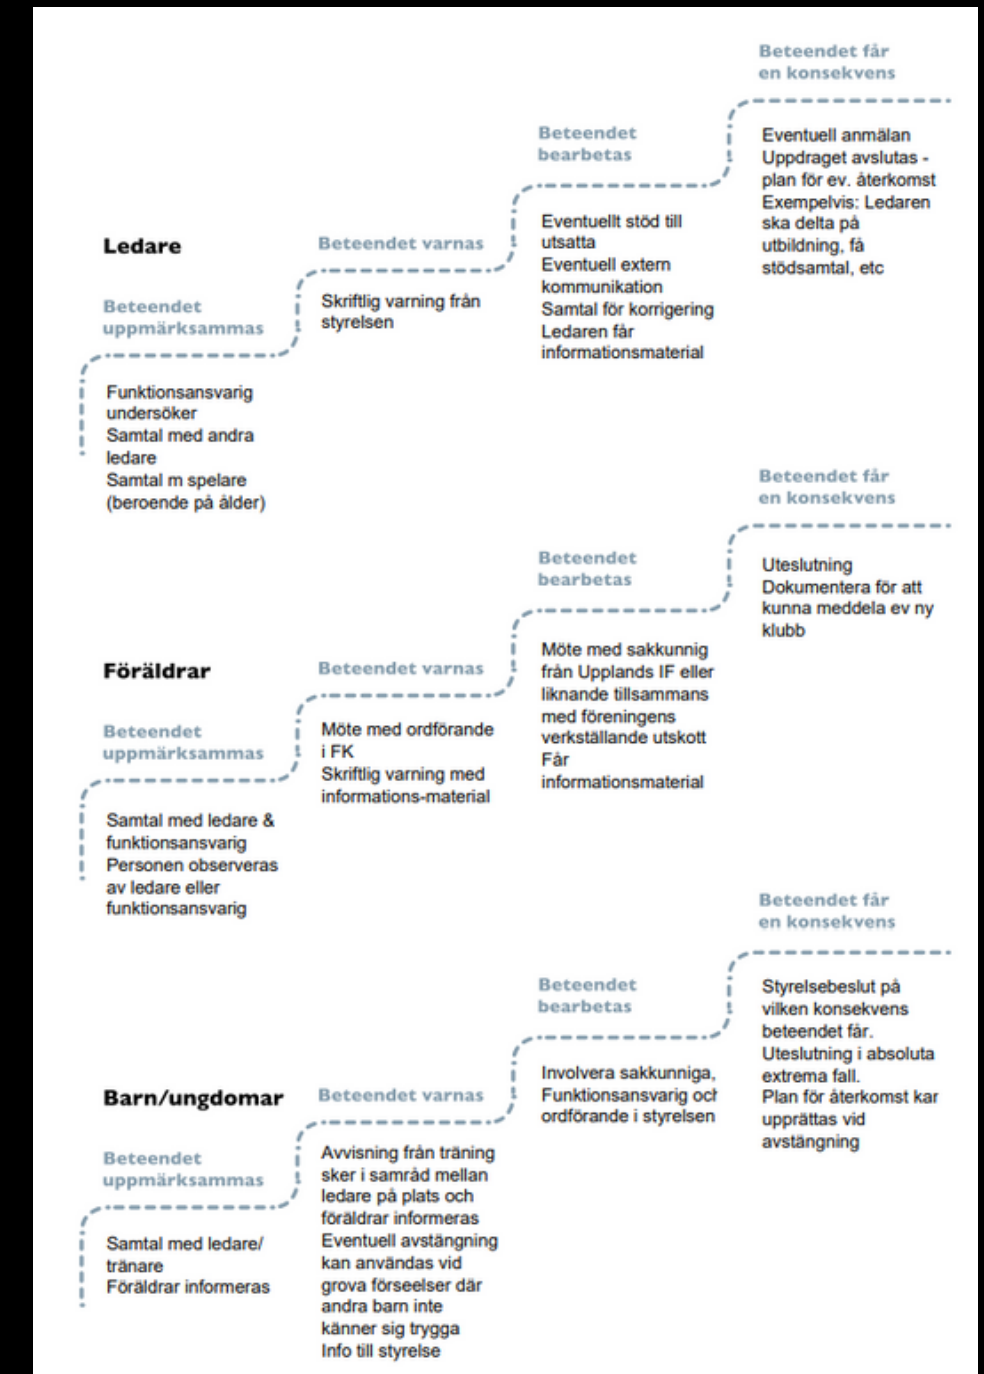 Ledare
Beteendet
uppmärksammas
Funktionsansvarig
undersöker
Samtal med andra
ledare
Samtal m spelare
(beroende på ålder)
Beteendet varnas
Skriftlig varning från
styrelsen
Beteendet
bearbetas
Eventuellt stöd till
utsatta
Eventuell extern
kommunikation
Samtal för korrigering
Ledaren får
informationsmaterial
Beteendet får
en konsekvens
Eventuell anmälan
Uppdraget avslutas -
plan för ev. återkomst
Exempelvis: Ledaren
ska delta på
utbildning, få
stödsamtal, etc
Föräldrar
Beteendet
uppmärksammas
Samtal med ledare &
funktionsansvarig
Personen observeras
av ledare eller
funktionsansvarig
Beteendet varnas
Möte med ordförande
i FK
Skriftlig varning med
informations-material
Beteendet
bearbetas
Möte med sakkunnig
från Upplands IF eller
liknande tillsammans
med föreningens
verkställande utskott
Får
informationsmaterial
Beteendet får
en konsekvens
Uteslutning
Dokumentera för att
kunna meddela ev ny
klubb
Barn/ungdomar
Beteendet
uppmärksammas
Samtal med ledare/
tränare
Föräldrar informeras
Beteendet varnas
Avvisning från träning
sker i samråd mellan
ledare på plats och
föräldrar informeras
Eventuell avstängning
kan användas vid
grova förseelser där
andra barn inte
känner sig trygga
Info till styrelse
Beteendet
bearbetas
Involvera sakkunniga,
Funktionsansvarig och
ordförande i styrelsen
Beteendet får
en konsekvens
Styrelsebeslut på
vilken konsekvens
beteendet får.
Uteslutning i absoluta
extrema fall.
Plan för återkomst kan
upprättas vid
avstängning